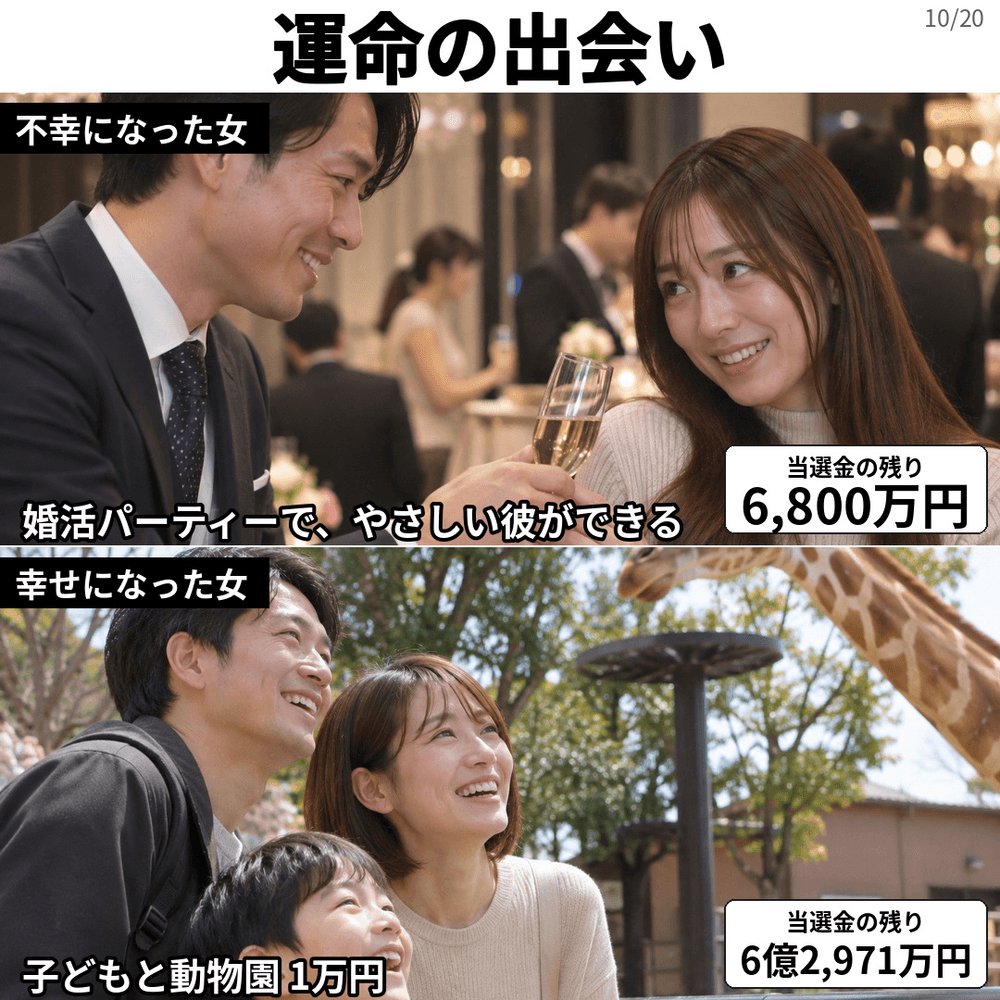 10/20
運命の出会い
不幸になった女
当選金の残り
6,800万円
婚活パーティーで、やさしい彼ができる
幸せになった女
当選金の残り
6億2,971万円
子どもと動物園 1万円